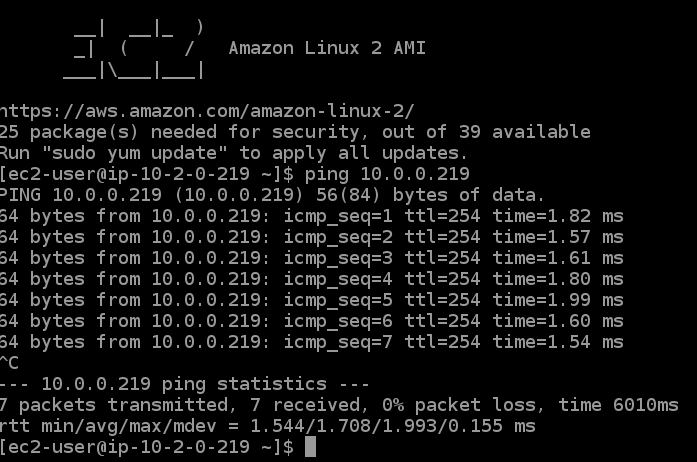 __|  __|_  )
       _|  (     /   Amazon Linux 2 AMI
      ___|\___|___|
https://aws.amazon.com/amazon-linux-2/
25 package(s) needed for security, out of 39 available
Run "sudo yum update" to apply all updates.
[ec2-user@ip-10-2-0-219 ~]$ ping 10.0.0.219
PING 10.0.0.219 (10.0.0.219) 56(84) bytes of data.
64 bytes from 10.0.0.219: icmp_seq=1 ttl=254 time=1.82 ms
64 bytes from 10.0.0.219: icmp_seq=2 ttl=254 time=1.57 ms
64 bytes from 10.0.0.219: icmp_seq=3 ttl=254 time=1.61 ms
64 bytes from 10.0.0.219: icmp_seq=4 ttl=254 time=1.80 ms
64 bytes from 10.0.0.219: icmp_seq=5 ttl=254 time=1.99 ms
64 bytes from 10.0.0.219: icmp_seq=6 ttl=254 time=1.60 ms
64 bytes from 10.0.0.219: icmp_seq=7 ttl=254 time=1.54 ms
^C
--- 10.0.0.219 ping statistics ---
7 packets transmitted, 7 received, 0% packet loss, time 6010ms
rtt min/avg/max/mdev = 1.544/1.708/1.993/0.155 ms
[ec2-user@ip-10-2-0-219 ~]$